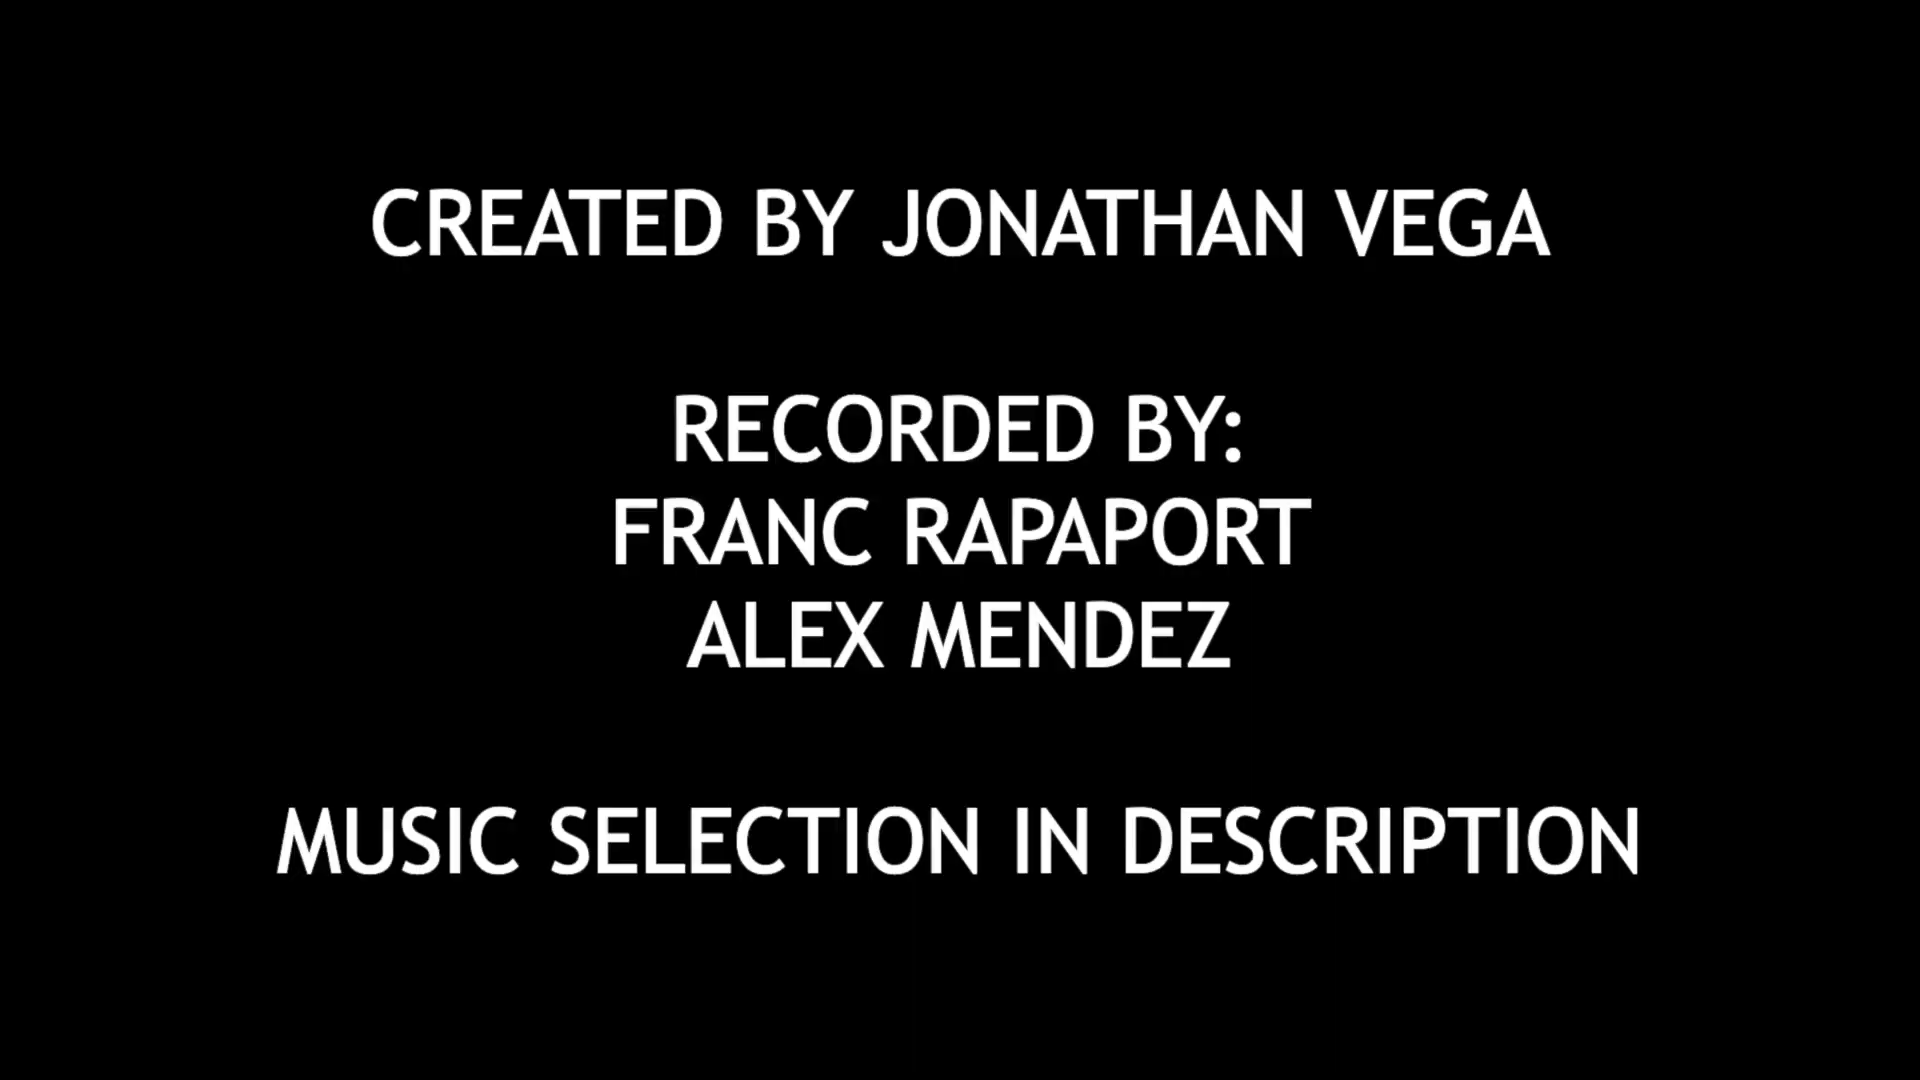 CREATED BY JONATHAN VEGA
RECORDED BY:
FRANC RAPAPORT
ALEX MENDEZ
MUSIC SELECTION IN DESCRIPTION